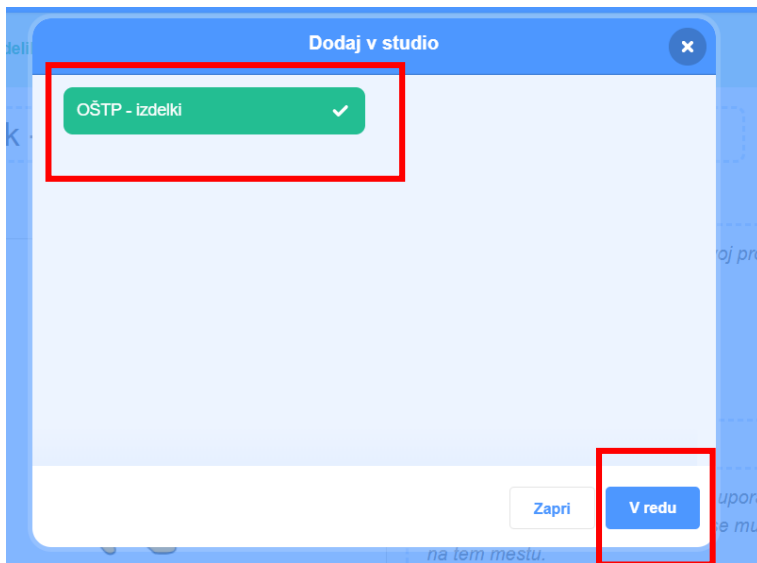 Dodaj v studio
OŠTP - izdelki
Zapri
V redu
na tem mestu.